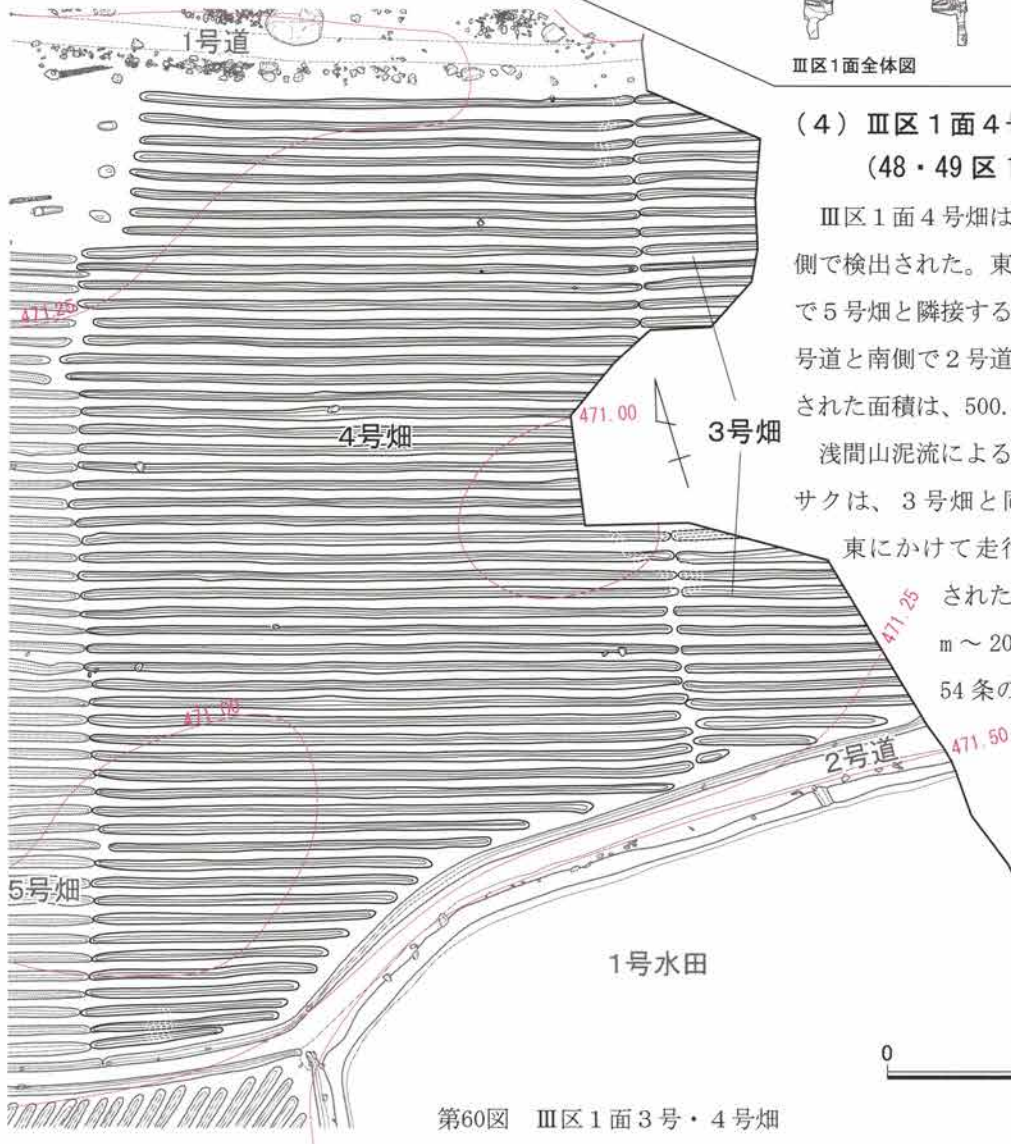 1号道
Ⅲ区1面全体図
(4) Ⅲ区1面4
(48・49区
Ⅲ区1面4号畑は
側で検出された。東
で5号畑と隣接する
号道と南側で2号道
された面積は、500.
浅間山泥流による
サクは、3号畑と同
東にかけて走行
された
m～20
54条の
471.25
471.00
4号畑
3号畑
471.25
471.00
2号道
471.50
5号畑
1号水田
0
第60図 Ⅲ区1面3号・4号畑